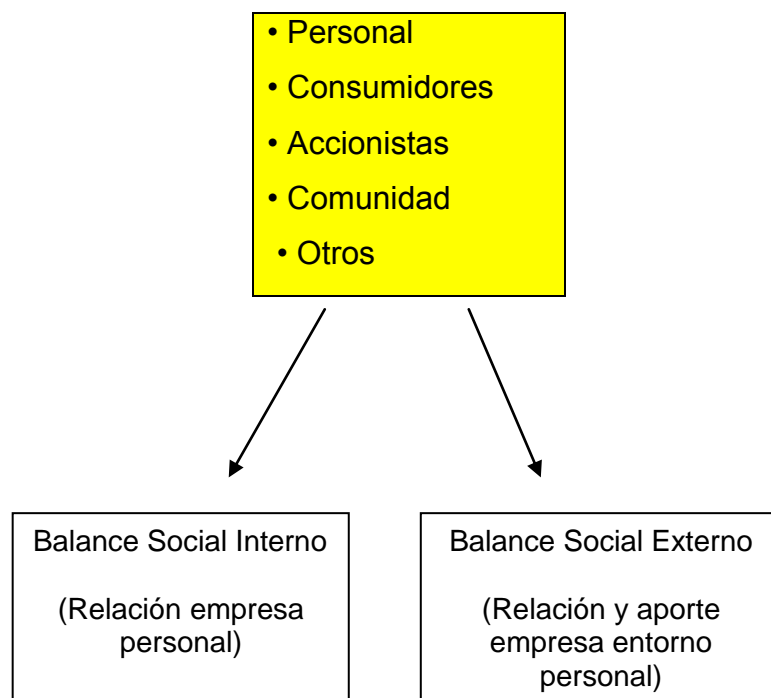 • Personal
• Consumidores
• Accionistas
• Comunidad
• Otros
Balance Social Interno
(Relación empresa
personal)
Balance Social Externo
(Relación y aporte
empresa entorno
personal)